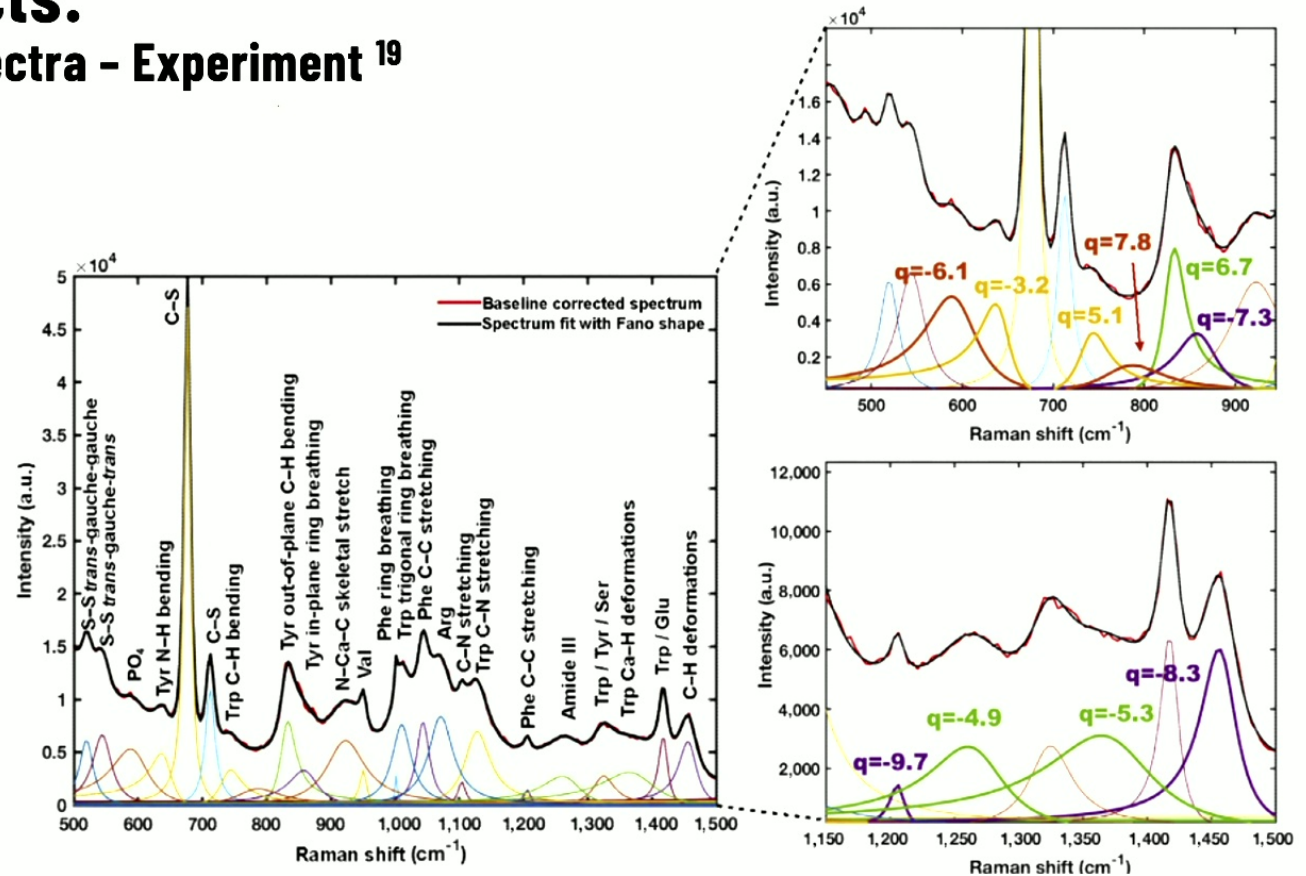 cts.
ectra – Experiment 19
×10⁴
5
4.5
4
3.5
3
2.5
2
1.5
1
0.5
0
Intensity (a.u.)
Baseline corrected spectrum
Spectrum fit with Fano shape
S–S trans-gauche-gauche
S–S trans-gauche-trans
PO₄
Tyr N–H bending
C–S
C–S
Trp C–H bending
Tyr out-of-plane C–H bending
Tyr in-plane ring breathing
N–Ca–C skeletal stretch
Val
Phe ring breathing
Trp trigonal ring breathing
Phe C–C stretching
Arg
C–N stretching
Trp C–N stretching
Phe C–C stretching
Amide III
Trp / Tyr / Ser
Trp Ca–H deformations
Trp / Glu
C–H deformations
500 600 700 800 900 1,000 1,100 1,200 1,300 1,400 1,500
Raman shift (cm⁻¹)
×10⁴
1.6
1.4
1.2
1
0.8
0.6
0.4
0.2
Intensity (a.u.)
q=-6.1
q=-3.2
q=5.1
q=7.8
q=6.7
q=-7.3
500 600 700 800 900
Raman shift (cm⁻¹)
12,000
10,000
8,000
6,000
4,000
2,000
Intensity (a.u.)
q=-9.7
q=-4.9
q=-5.3
q=-8.3
1,150 1,200 1,250 1,300 1,350 1,400 1,450 1,500
Raman shift (cm⁻¹)